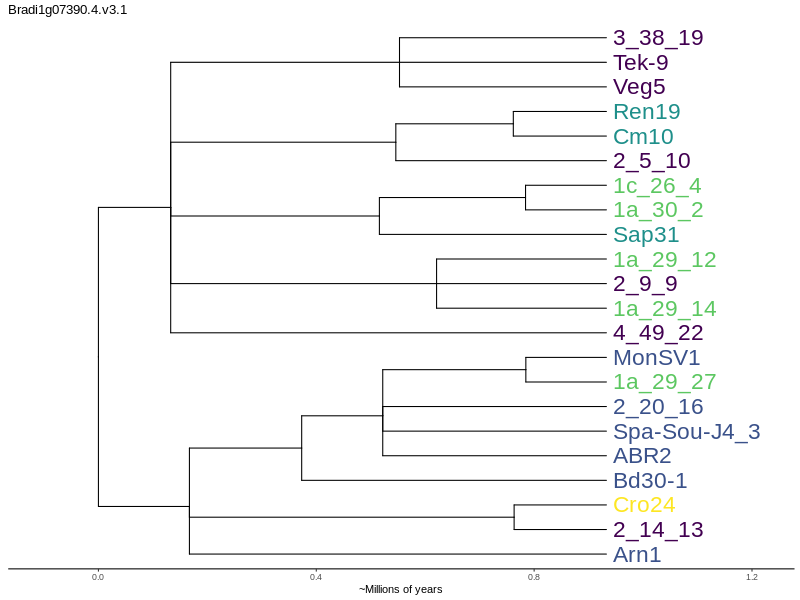 Bradi1g07390.4.v3.1
3_38_19
Tek-9
Veg5
Ren19
Cm10
2_5_10
1c_26_4
1a_30_2
Sap31
1a_29_12
2_9_9
1a_29_14
4_49_22
MonSV1
1a_29_27
2_20_16
Spa-Sou-J4_3
ABR2
Bd30-1
Cro24
2_14_13
Arn1
0.0 0.4 0.8 1.2
~Millions of years